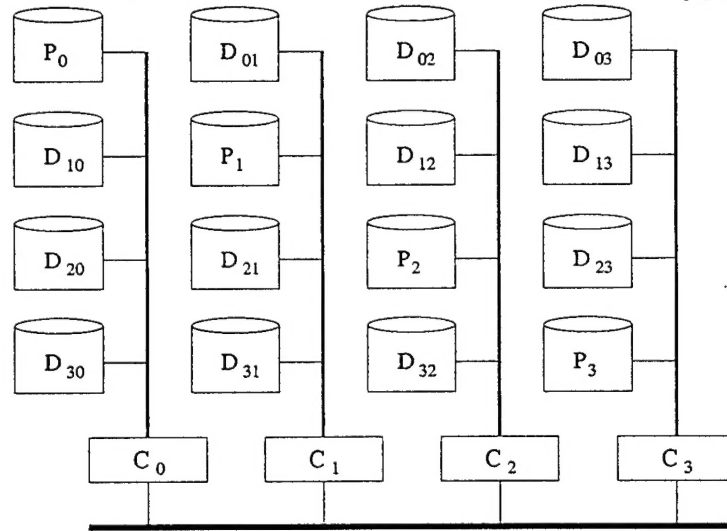 P0 D01 D02 D03
D10 P1 D12 D13
D20 D21 P2 D23
D30 D31 D32 P3
C0 C1 C2 C3